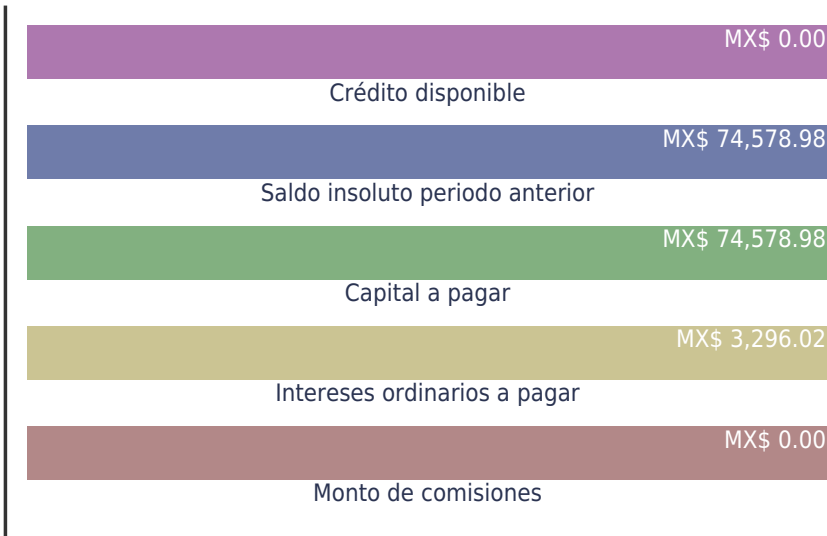 MX$ 0.00
Crédito disponible
MX$ 74,578.98
Saldo insoluto periodo anterior
MX$ 74,578.98
Capital a pagar
MX$ 3,296.02
Intereses ordinarios a pagar
MX$ 0.00
Monto de comisiones